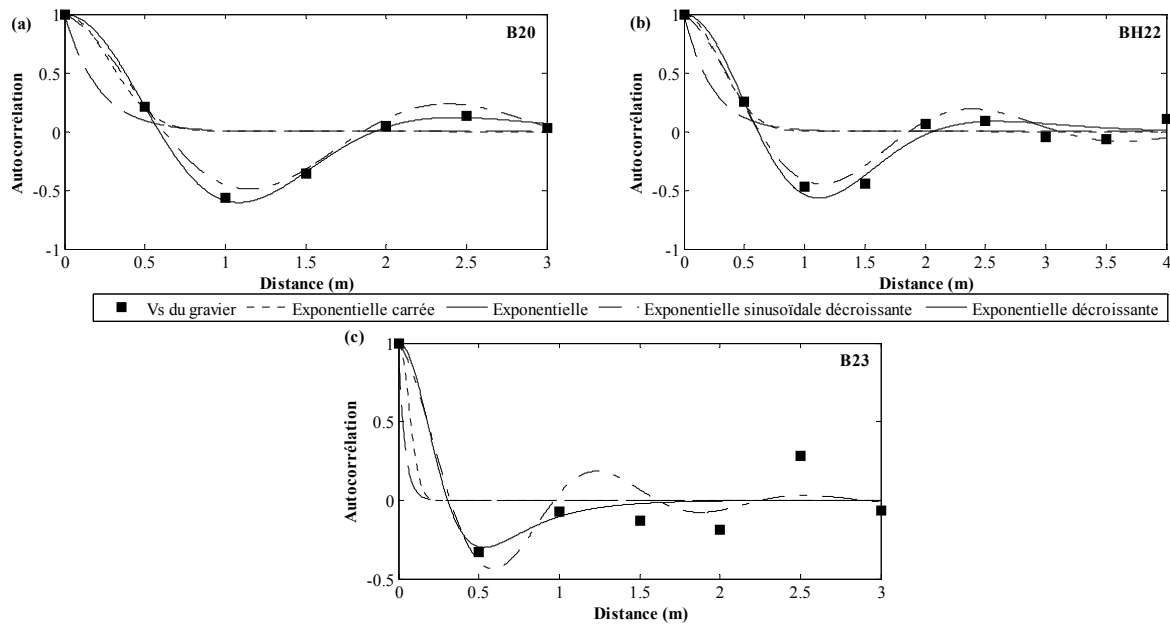 (a)
B20
Autocorrélation
1
0.5
0
-0.5
-1
0 0.5 1 1.5 2 2.5 3
Distance (m)
(b)
BH22
Autocorrélation
1
0.5
0
-0.5
-1
0 0.5 1 1.5 2 2.5 3 3.5 4
Distance (m)
Vs du gravier Exponentielle carrée Exponentielle Exponentielle sinusoïdale décroissante Exponentielle décroissante
(c)
B23
Autocorrélation
1
0.5
0
-0.5
0 0.5 1 1.5 2 2.5 3
Distance (m)